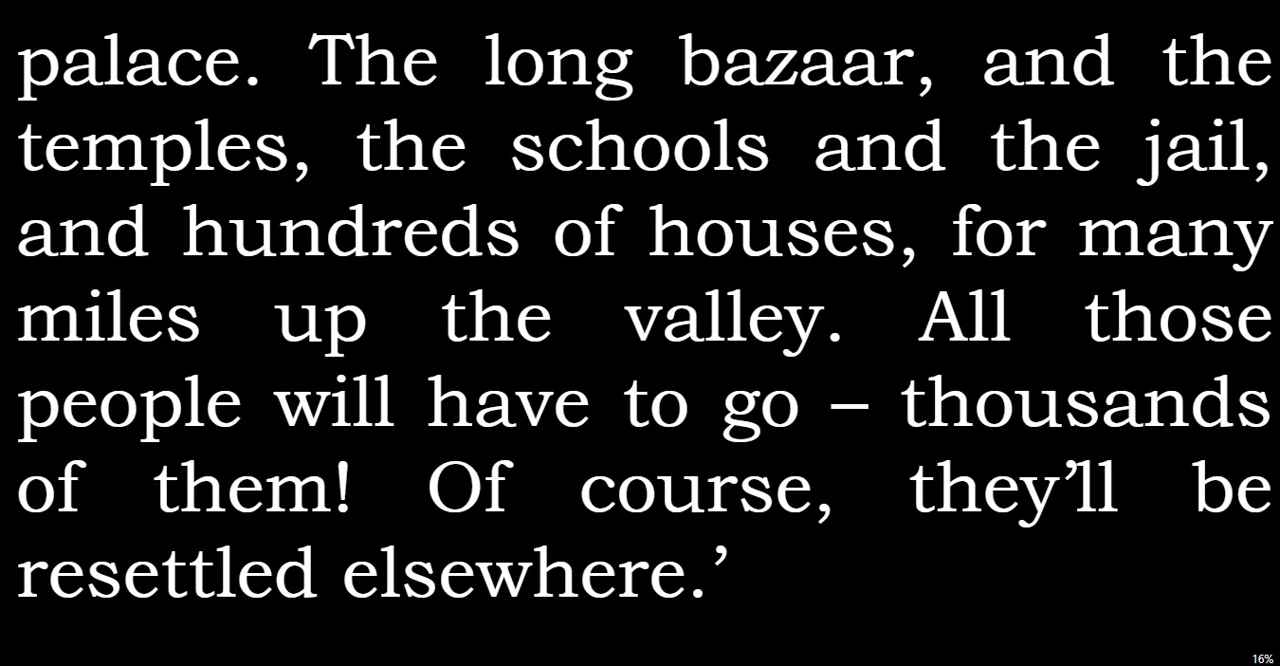 palace. The long bazaar, and the
temples, the schools and the jail,
and hundreds of houses, for many
miles up the valley. All those
people will have to go – thousands
of them! Of course, they’ll be
resettled elsewhere.’
16%